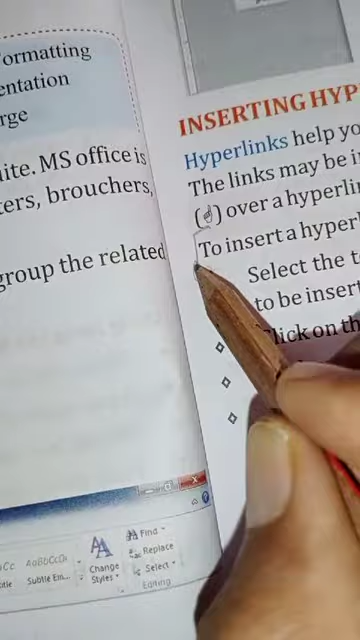 ormatting
entation
rge
ite. MS office is
ters, brouchers,
group the related
Find
Replace
Select
Change
Styles
Editing
AaBbCcDc
Subtle Em...
INSERTING HYP
Hyperlinks help yo
The links may be i
( ) over a hyperli
To insert a hyper
Select the
to be insert
lick on th